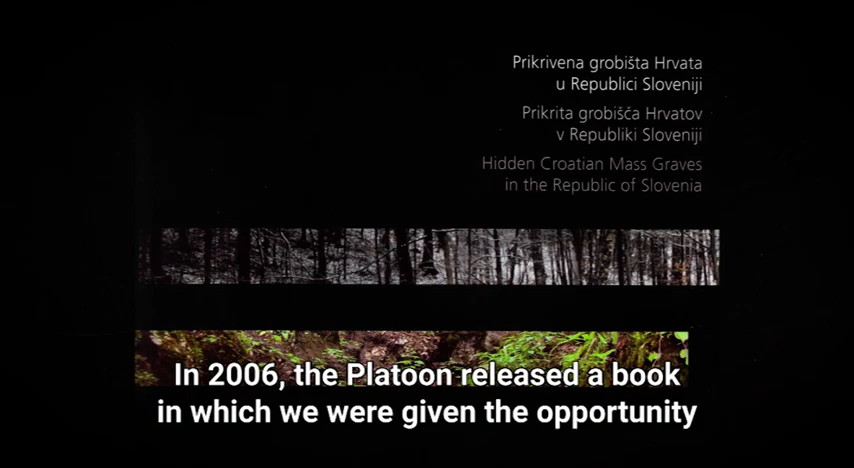 Prikrivena grobišta Hrvata
u Republici Sloveniji
Prikrita grobišča Hrvatov
v Republiki Sloveniji
Hidden Croatian Mass Graves
in the Republic of Slovenia
In 2006, the Platoon released a book
in which we were given the opportunity